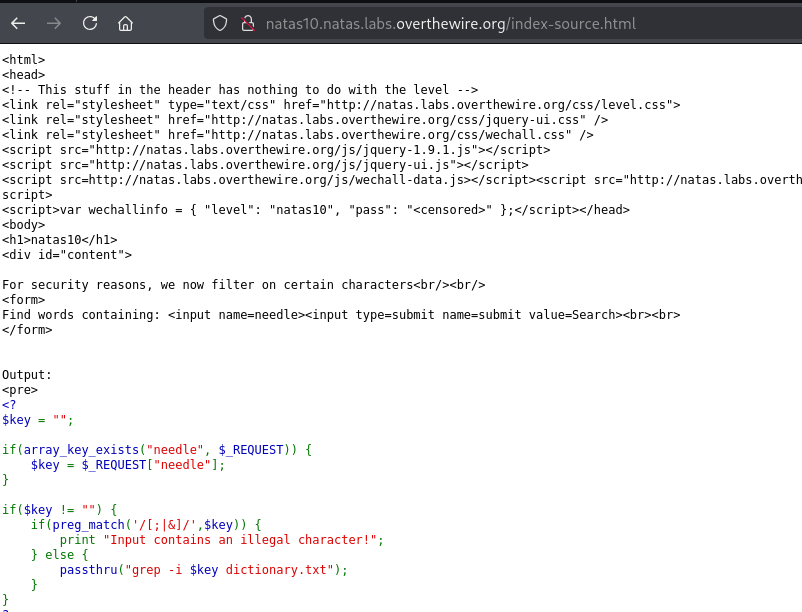 natas10.natas.labs.overthewire.org/index-source.html
<html>
<head>
<!-- This stuff in the header has nothing to do with the level -->
<link rel="stylesheet" type="text/css" href="http://natas.labs.overthewire.org/css/level.css">
<link rel="stylesheet" href="http://natas.labs.overthewire.org/css/jquery-ui.css" />
<link rel="stylesheet" href="http://natas.labs.overthewire.org/css/wechall.css" />
<script src="http://natas.labs.overthewire.org/js/jquery-1.9.1.js"></script>
<script src="http://natas.labs.overthewire.org/js/jquery-ui.js"></script>
<script src=http://natas.labs.overthewire.org/js/wechall-data.js></script><script src="http://natas.labs.overth
script>
<script>var wechallinfo = { "level": "natas10", "pass": "<censored>" };</script></head>
<body>
<h1>natas10</h1>
<div id="content">
For security reasons, we now filter on certain characters<br/><br/>
<form>
Find words containing: <input name=needle><input type=submit name=submit value=Search><br><br>
</form>
Output:
<pre>
<?
$key = "";
if(array_key_exists("needle", $_REQUEST)) {
    $key = $_REQUEST["needle"];
}
if($key != "") {
    if(preg_match('/[;|&]/',$key)) {
        print "Input contains an illegal character!";
    } else {
        passthru("grep -i $key dictionary.txt");
    }
}